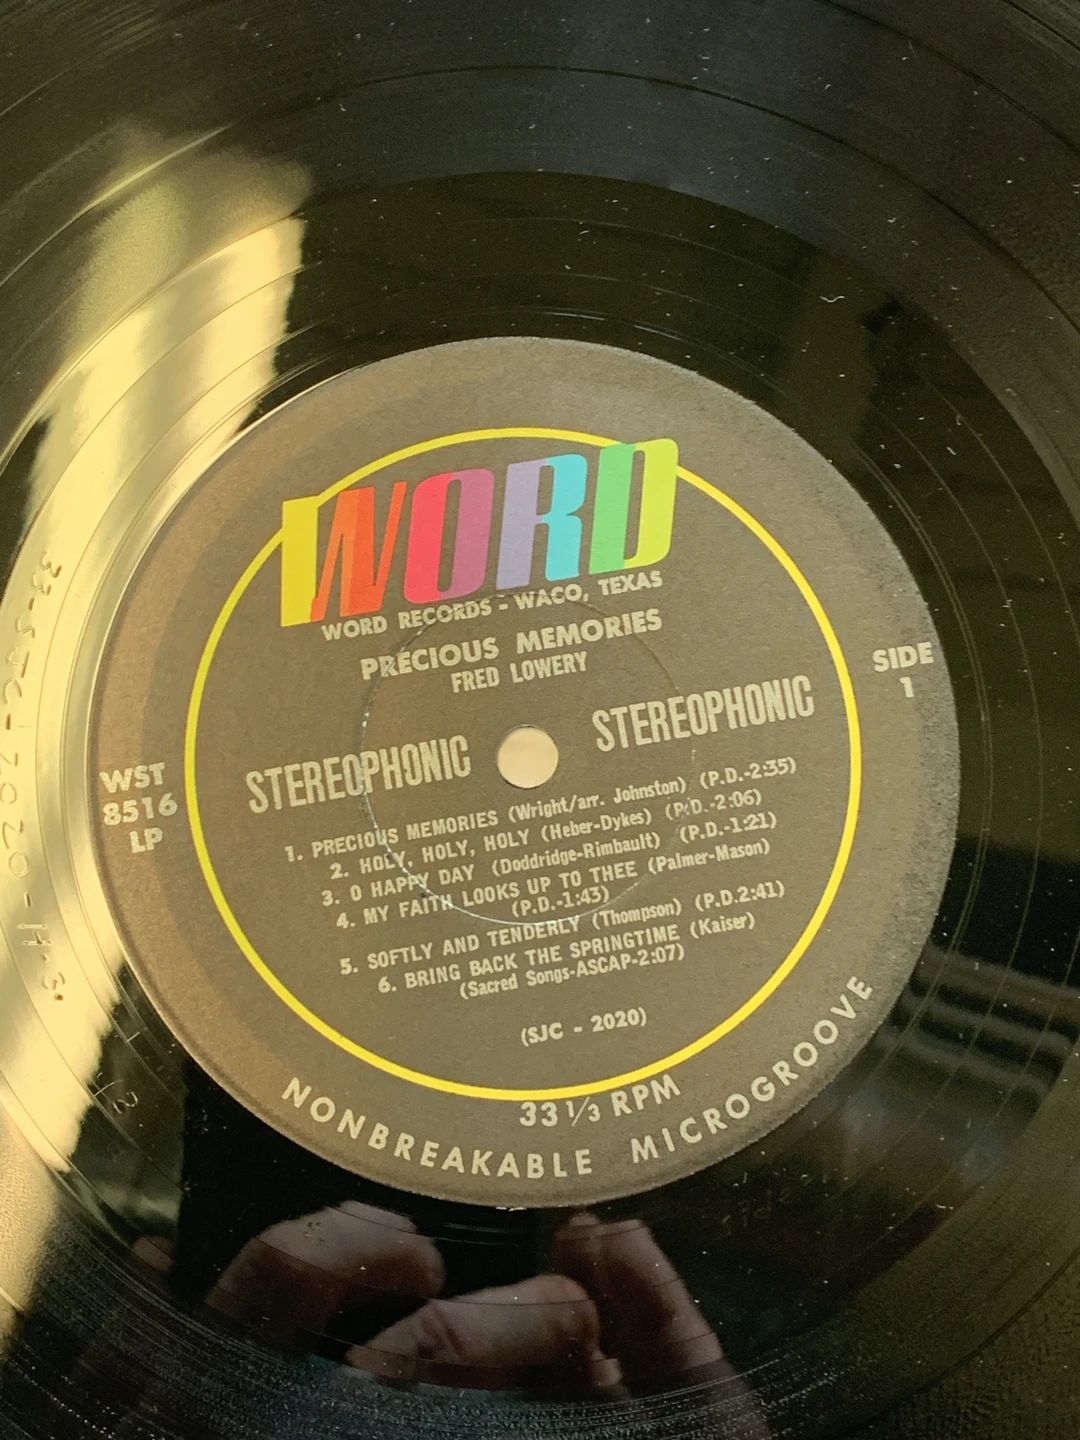 WORD
WORD RECORDS - WACO, TEXAS
PRECIOUS MEMORIES
FRED LOWERY
SIDE
1
STEREOPHONIC STEREOPHONIC
WST
8516
LP
1. PRECIOUS MEMORIES (Wright/arr. Johnston) (P.D.-2:35)
2. HOLY, HOLY, HOLY (Heber-Dykes) (P.D.-2:06)
3. O HAPPY DAY (Doddridge-Rimbault) (P.D.-1:21)
4. MY FAITH LOOKS UP TO THEE (Palmer-Mason)
(P.D.-1:43)
5. SOFTLY AND TENDERLY (Thompson) (P.D.2:41)
6. BRING BACK THE SPRINGTIME (Kaiser)
(Sacred Songs-ASCAP-2:07)
(SJC - 2020)
33 1/3 RPM
NONBREAKABLE MICROGROOVE